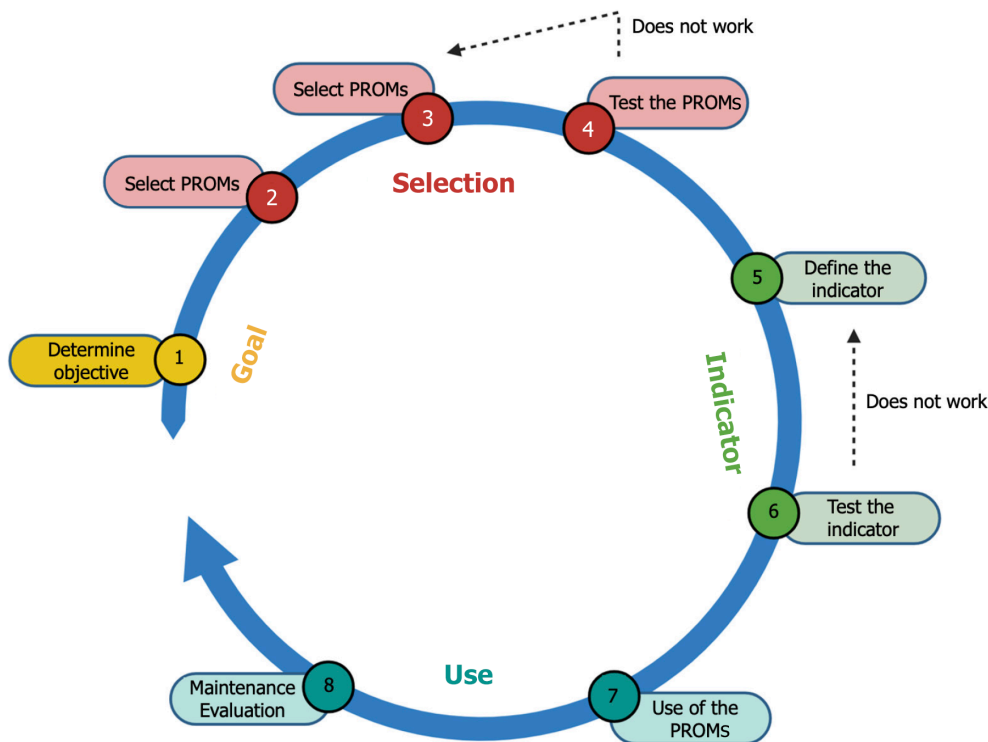 Does not work
Select PROMs
3
4
Test the PROMs
Select PROMs
2
Selection
5
Define the
indicator
Determine
objective
1
Goal
Indicator
Does not work
6
Test the
indicator
Use
Maintenance
Evaluation
8
7
Use of the
PROMs